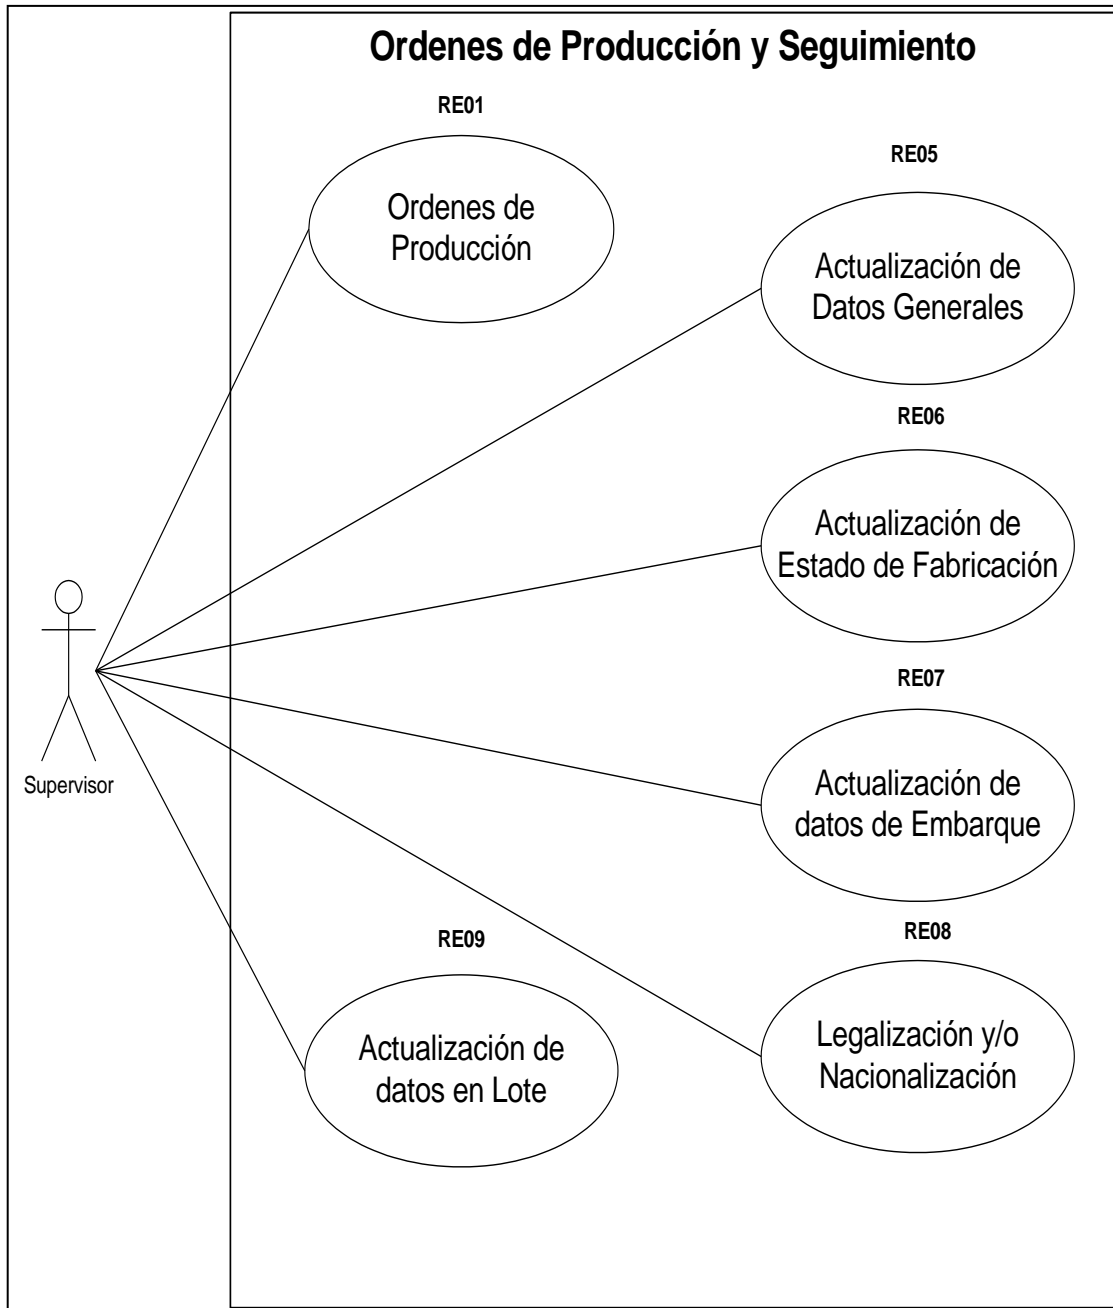 Ordenes de Producción y Seguimiento
RE01
Ordenes de
Producción
RE05
Actualización de
Datos Generales
RE06
Actualización de
Estado de Fabricación
Supervisor
RE07
Actualización de
datos de Embarque
RE09
Actualización de
datos en Lote
RE08
Legalización y/o
Nacionalización